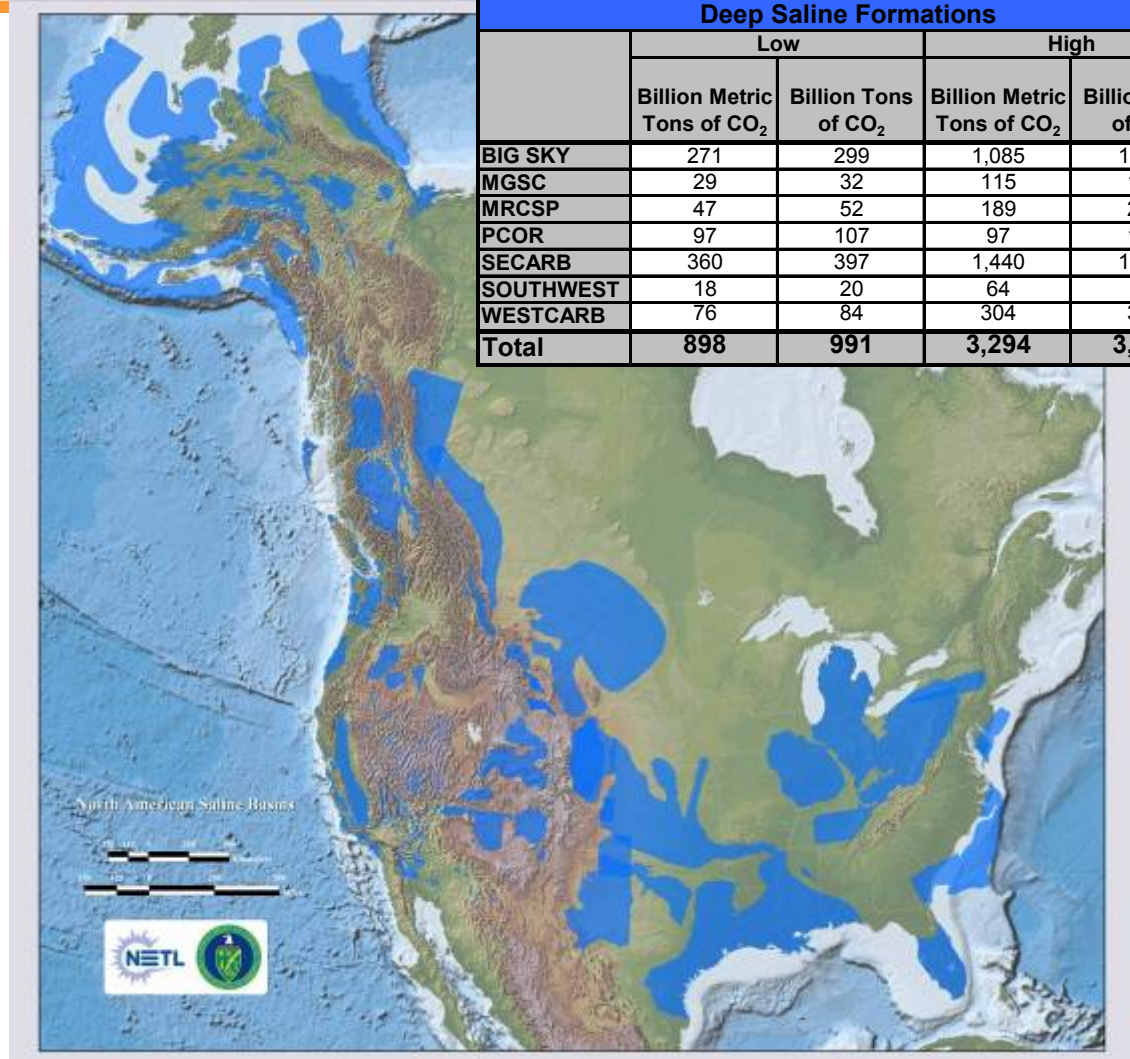 Deep Saline Formations
Low High
Billion Metric Tons of CO₂ Billion Tons of CO₂ Billion Metric Tons of CO₂
BIG SKY 271 299 1,085
MGSC 29 32 115
MRCSP 47 52 189
PCOR 97 107 97
SECARB 360 397 1,440
SOUTHWEST 18 20 64
WESTCARB 76 84 304
Total 898 991 3,294
North American Saline Basins
NETL